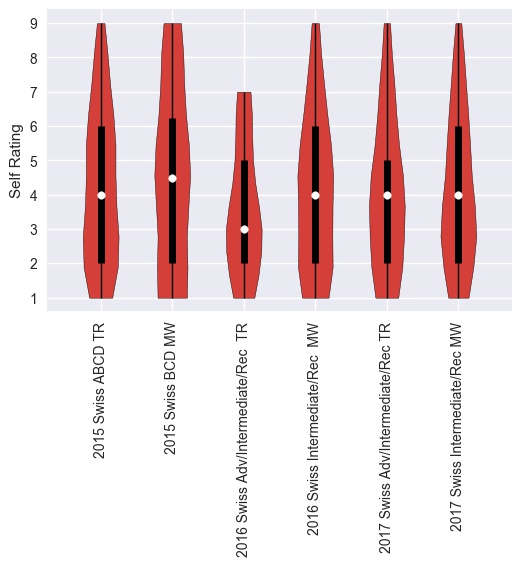 9
8
7
6
5
4
3
2
1
Self Rating
2015 Swiss ABCD TR
2015 Swiss BCD MW
2016 Swiss Adv/Intermediate/Rec  TR
2016 Swiss Intermediate/Rec  MW
2017 Swiss Adv/Intermediate/Rec TR
2017 Swiss Intermediate/Rec MW